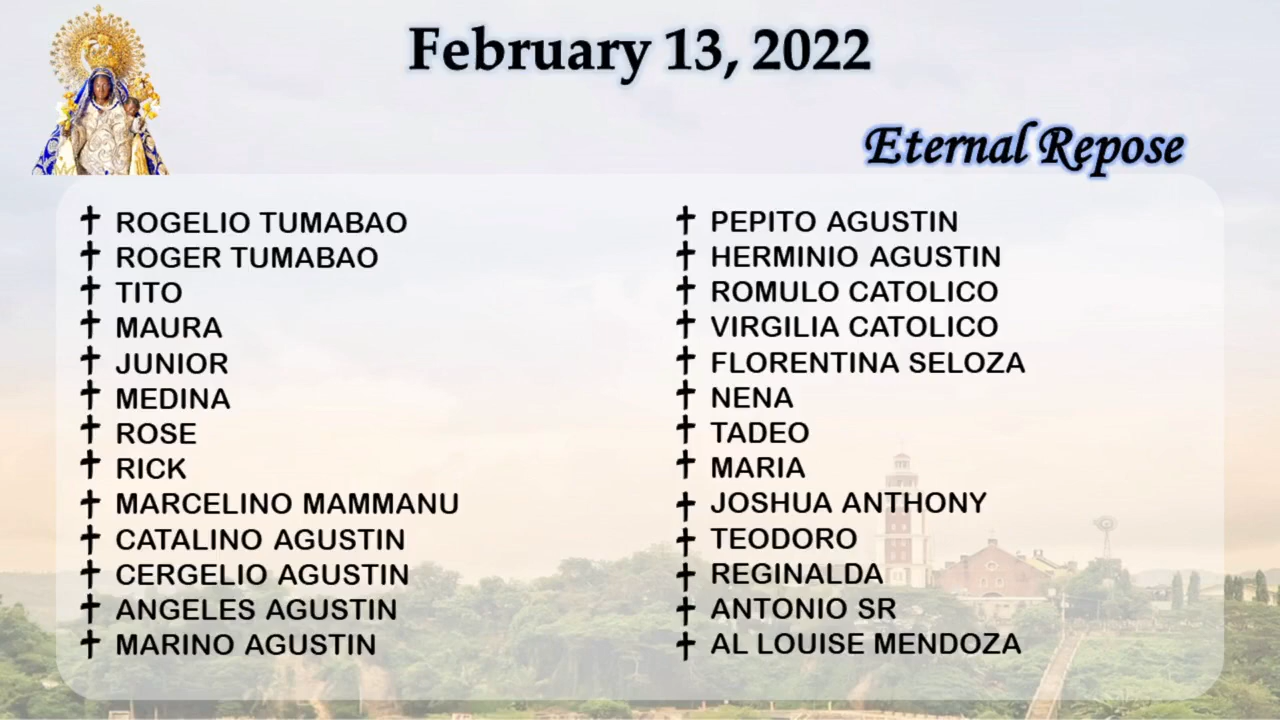 February 13, 2022
Eternal Repose
ROGELIO TUMABAO
ROGER TUMABAO
TITO
MAURA
JUNIOR
MEDINA
ROSE
RICK
MARCELINO MAMMANU
CATALINO AGUSTIN
CERGELIO AGUSTIN
ANGELES AGUSTIN
MARINO AGUSTIN
PEPITO AGUSTIN
HERMINIO AGUSTIN
ROMULO CATOLICO
VIRGILIA CATOLICO
FLORENTINA SELOZA
NENA
TADEO
MARIA
JOSHUA ANTHONY
TEODORO
REGINALDA
ANTONIO SR
AL LOUISE MENDOZA